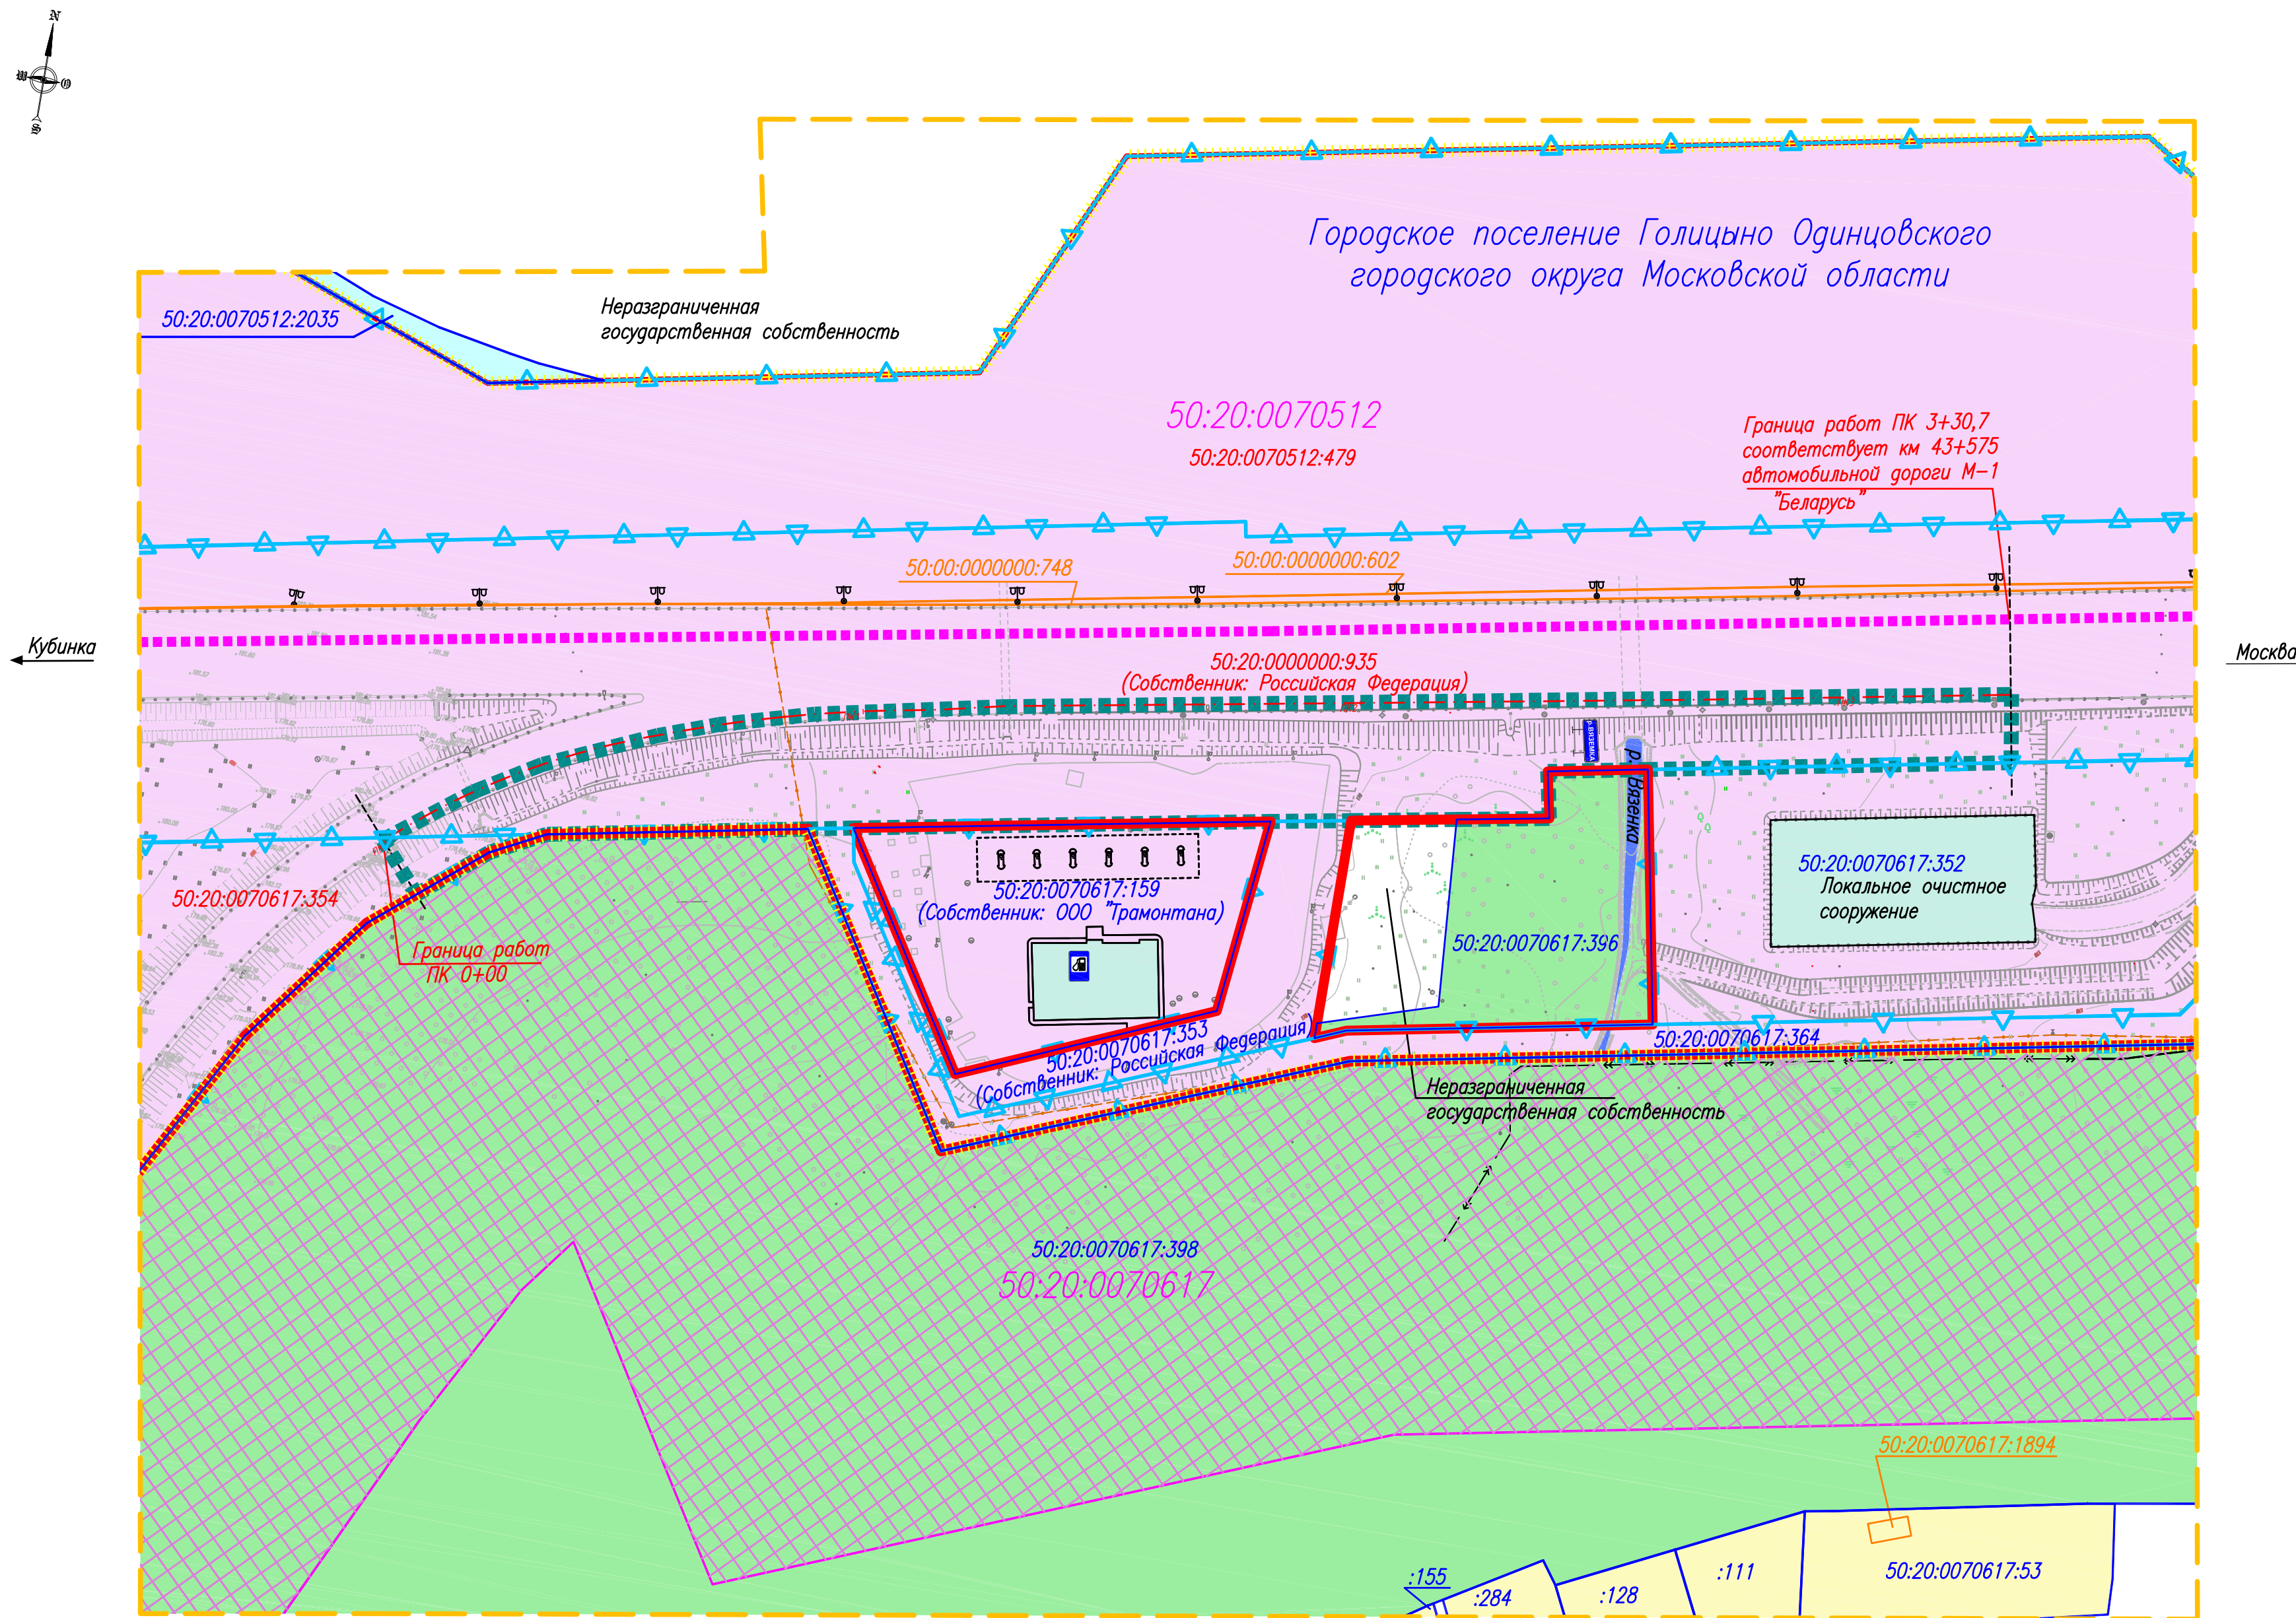 N
S
Городское поселение Голицыно Одинцовского
городского округа Московской области
50:20:0070512:2035
Неразграниченная
государственная собственность
50:20:0070512
50:20:0070512:479
Граница работ ПК 3+30,7
соответствует км 43+575
автомобильной дороги М-1
"Беларусь"
50:00:0000000:748
50:00:0000000:602
Кубинка
Москва
50:20:0000000:935
(Собственник: Российская Федерация)
р.ВЯЗЕМКА
р. Вязенка
50:20:0070617:354
50:20:0070617:159
(Собственник: ООО "Трамонтана)
50:20:0070617:352
Локальное очистное
сооружение
Граница работ
ПК 0+00
50:20:0070617:396
50:20:0070617:353
(Собственник: Российская Федерация)
50:20:0070617:364
Неразграниченная
государственная собственность
50:20:0070617:398
50:20:0070617
50:20:0070617:1894
:155
:284
:128
:111
50:20:0070617:53